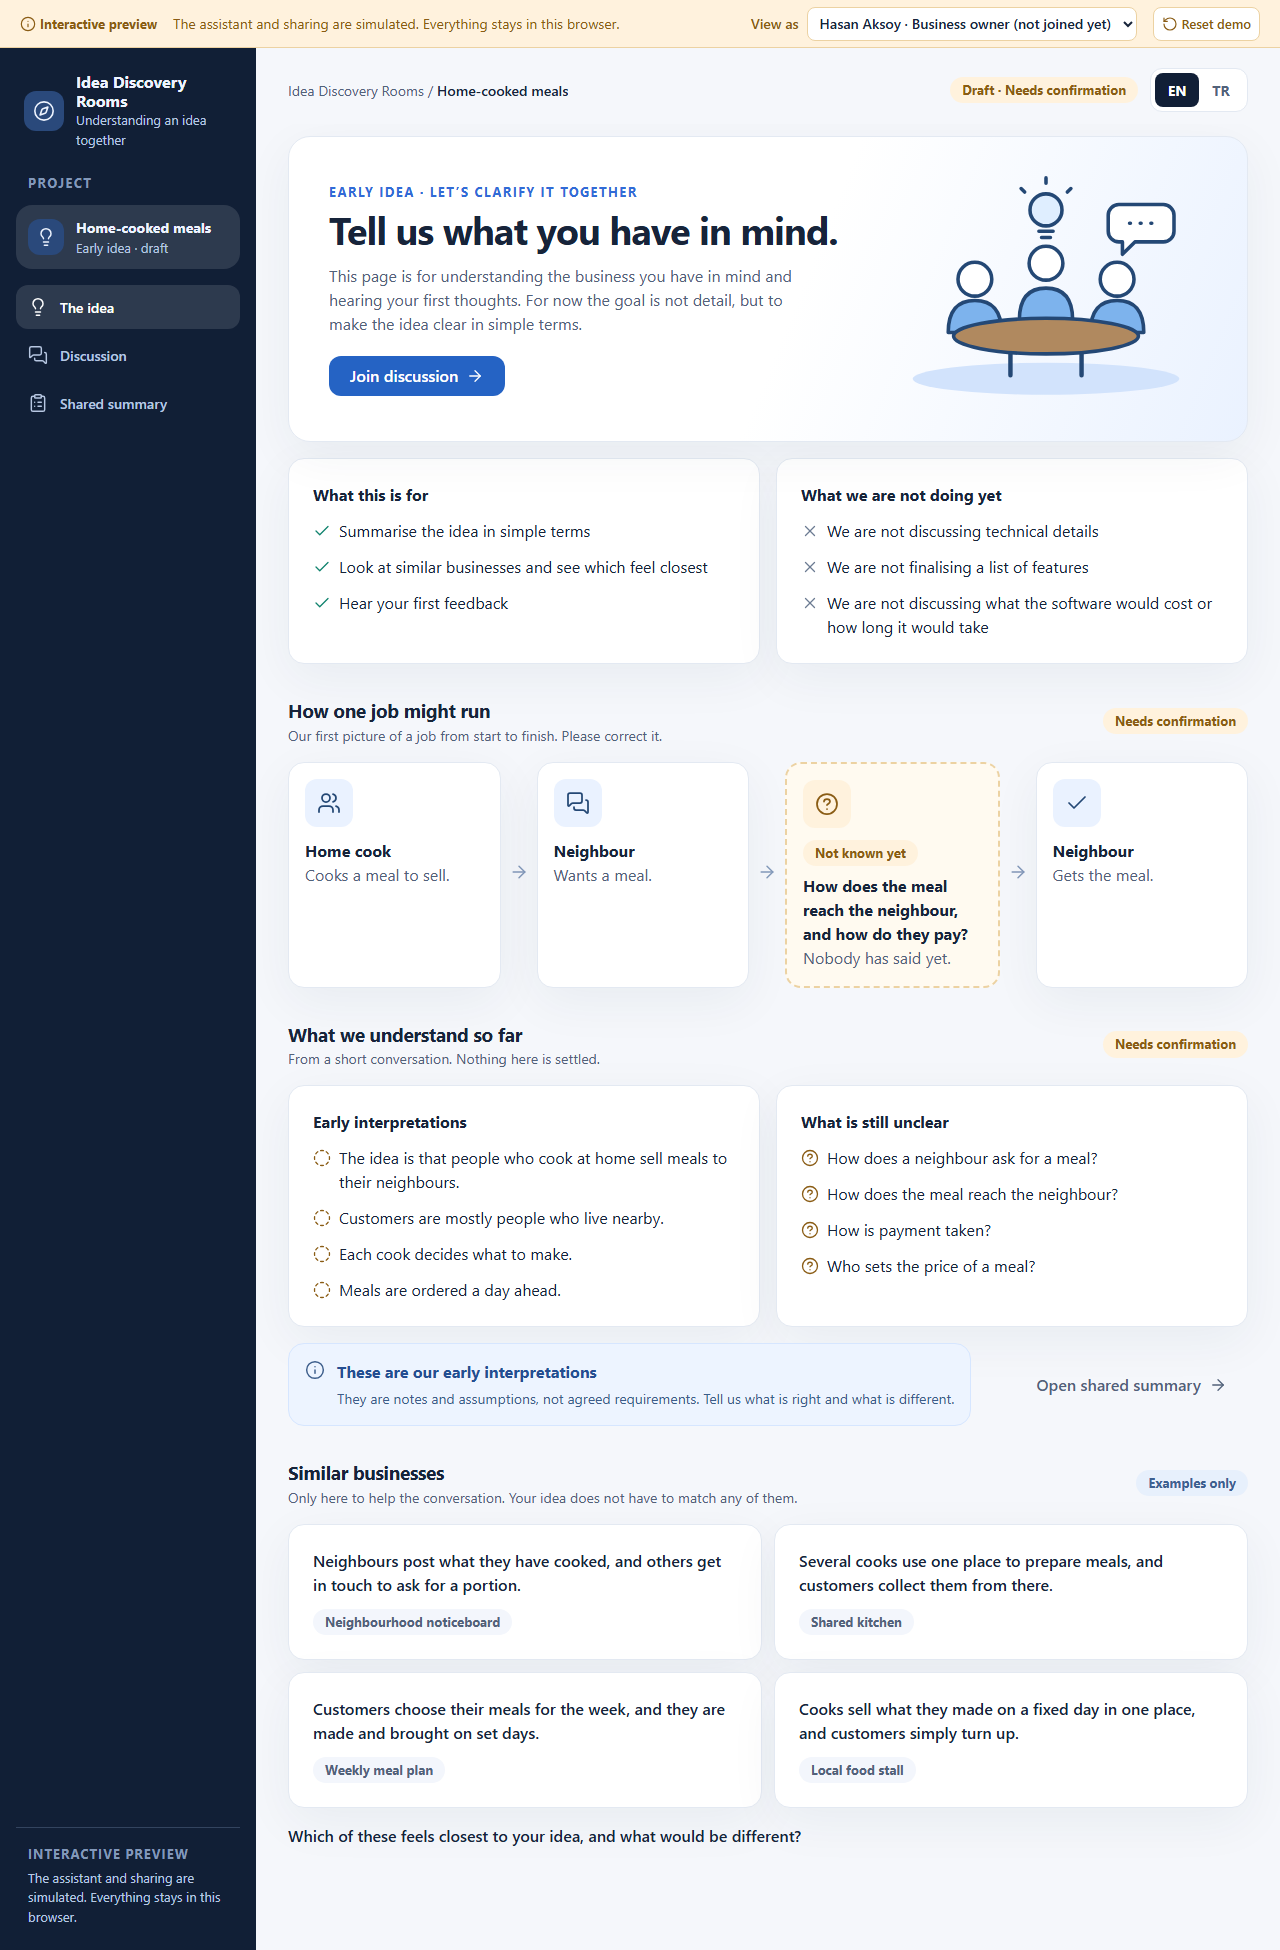 Interactive preview
The assistant and sharing are simulated. Everything stays in this browser.
View as
Hasan Aksoy · Business owner (not joined yet)
Reset demo
Idea Discovery
Rooms
Understanding an idea
together
PROJECT
Home-cooked meals
Early idea · draft
The idea
Discussion
Shared summary
INTERACTIVE PREVIEW
The assistant and sharing are
simulated. Everything stays in this
browser.
Idea Discovery Rooms / Home-cooked meals
Draft · Needs confirmation
EN
TR
EARLY IDEA · LET'S CLARIFY IT TOGETHER
Tell us what you have in mind.
This page is for understanding the business you have in mind and
hearing your first thoughts. For now the goal is not detail, but to
make the idea clear in simple terms.
Join discussion
What this is for
Summarise the idea in simple terms
Look at similar businesses and see which feel closest
Hear your first feedback
What we are not doing yet
We are not discussing technical details
We are not finalising a list of features
We are not discussing what the software would cost or
how long it would take
How one job might run
Our first picture of a job from start to finish. Please correct it.
Needs confirmation
Home cook
Cooks a meal to sell.
Neighbour
Wants a meal.
Not known yet
How does the meal
reach the neighbour,
and how do they pay?
Nobody has said yet.
Neighbour
Gets the meal.
What we understand so far
From a short conversation. Nothing here is settled.
Needs confirmation
Early interpretations
The idea is that people who cook at home sell meals to
their neighbours.
Customers are mostly people who live nearby.
Each cook decides what to make.
Meals are ordered a day ahead.
What is still unclear
How does a neighbour ask for a meal?
How does the meal reach the neighbour?
How is payment taken?
Who sets the price of a meal?
These are our early interpretations
They are notes and assumptions, not agreed requirements. Tell us what is right and what is different.
Open shared summary
Similar businesses
Only here to help the conversation. Your idea does not have to match any of them.
Examples only
Neighbours post what they have cooked, and others get
in touch to ask for a portion.
Neighbourhood noticeboard
Several cooks use one place to prepare meals, and
customers collect them from there.
Shared kitchen
Customers choose their meals for the week, and they are
made and brought on set days.
Weekly meal plan
Cooks sell what they made on a fixed day in one place,
and customers simply turn up.
Local food stall
Which of these feels closest to your idea, and what would be different?